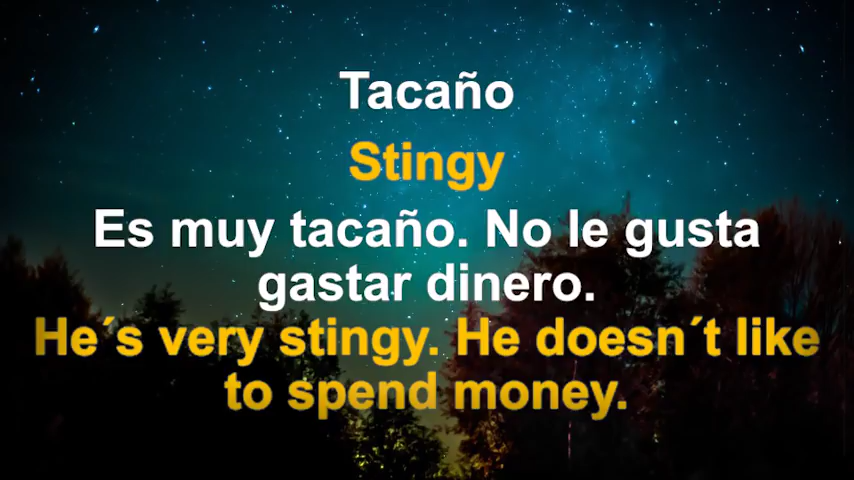 Tacaño
Stingy
Es muy tacaño. No le gusta
gastar dinero.
He´s very stingy. He doesn´t like
to spend money.